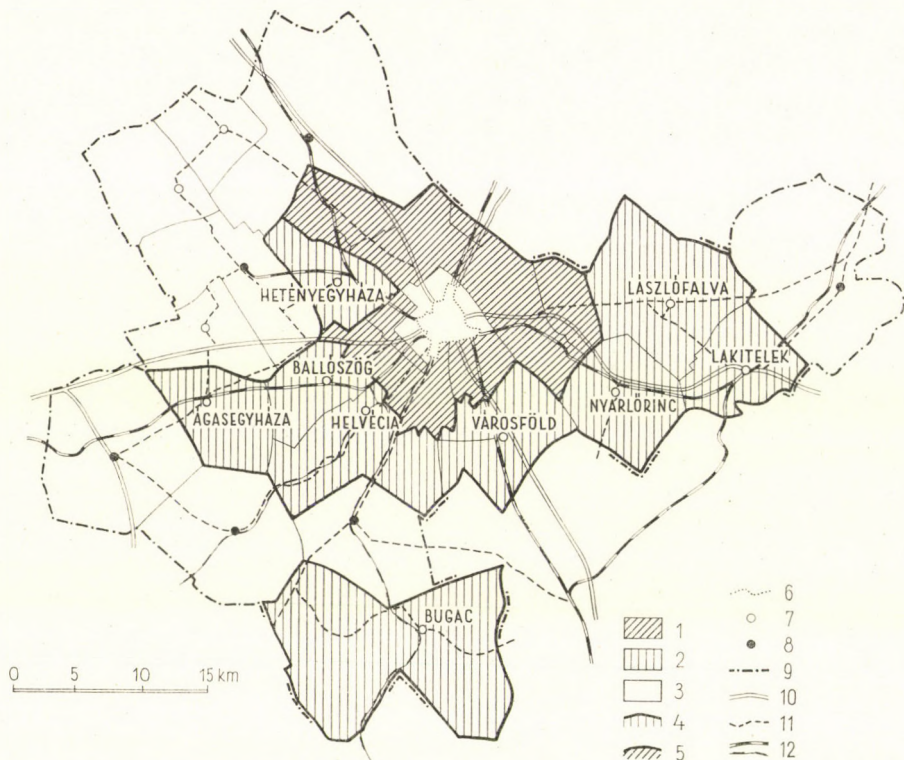 HETÉNYEGYHÁZA
LÁSZLÓFALVA
LAKITELEK
BALLÓSZÖG
ÁGASEGYHÁZA
HELVÉCIA
VÁROSFÖLD
NYÁRLŐRINC
BUGAC
0 5 10 15 km
1
2
3
4
5
6
7
8
9
10
11
12